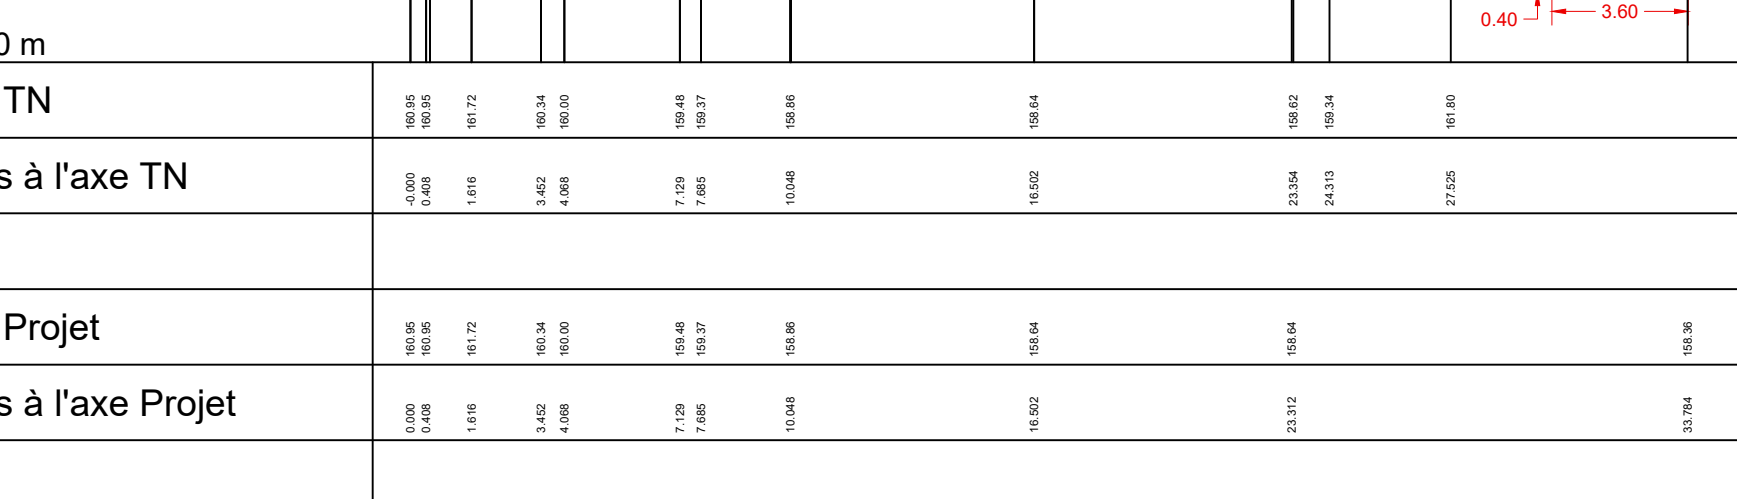 0.40 3.60
0 m
TN 160.95 160.95 161.72 160.34 160.00 159.48 159.37 158.86 158.64 158.62 159.34 161.80
s à l'axe TN -0.000 0.408 1.616 3.452 4.068 7.129 7.685 10.048 16.502 23.354 24.313 27.525
Projet 160.95 160.95 161.72 160.34 160.00 159.48 159.37 158.86 158.64 158.64 158.36
s à l'axe Projet 0.000 0.408 1.616 3.452 4.068 7.129 7.685 10.048 16.502 23.312 33.784